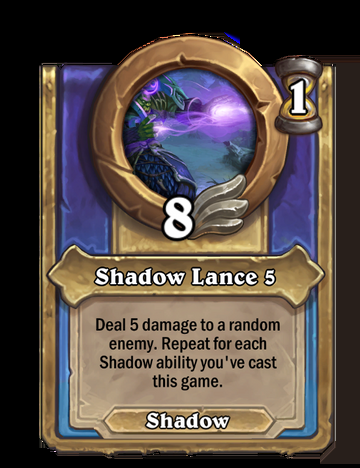 1
8
Shadow Lance 5
Deal 5 damage to a random
enemy. Repeat for each
Shadow ability you've cast
this game.
Shadow